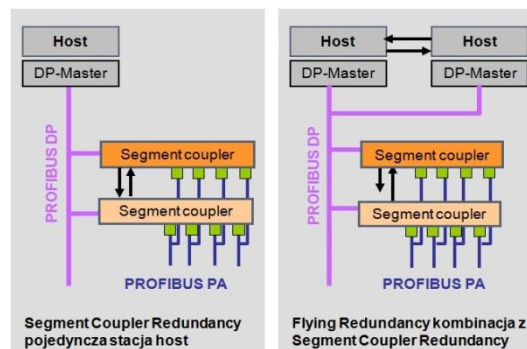 Host
DP-Master
PROFIBUS DP
Segment coupler
Segment coupler
PROFIBUS PA
Segment Coupler Redundancy
pojedyncza stacja host
Host
Host
DP-Master
DP-Master
PROFIBUS DP
Segment coupler
Segment coupler
PROFIBUS PA
Flying Redundancy kombinacja z
Segment Coupler Redundancy